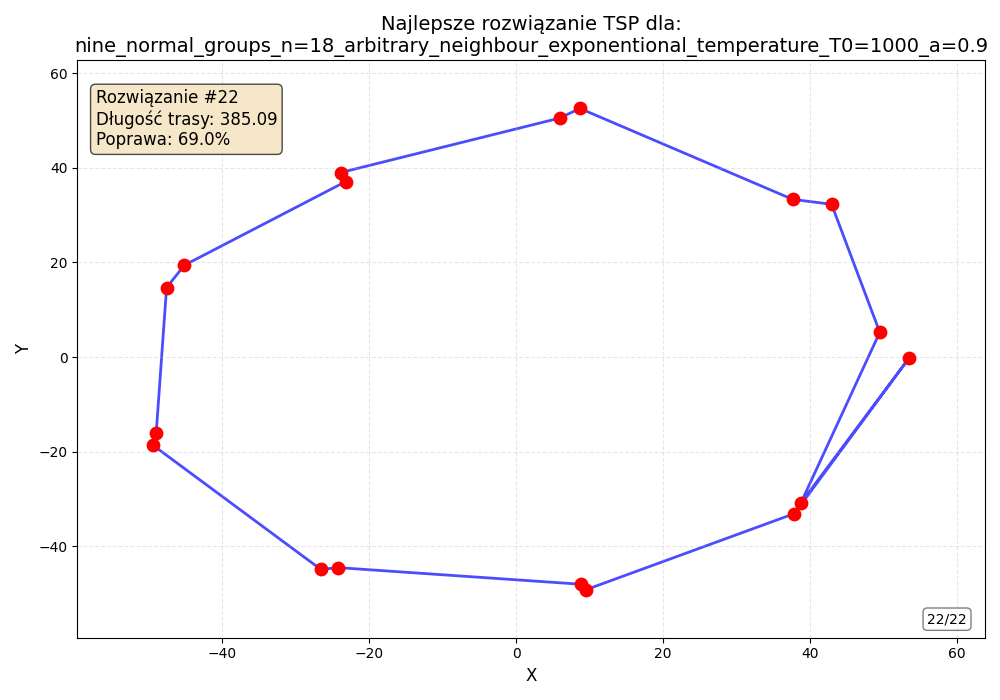 Najlepsze rozwiązanie TSP dla:
nine_normal_groups_n=18_arbitrary_neighbour_exponentional_temperature_T0=1000_a=0.9
Rozwiązanie #22
Długość trasy: 385.09
Poprawa: 69.0%
60
40
20
0
−20
−40
Y
22/22
−40
−20
0
20
40
60
X